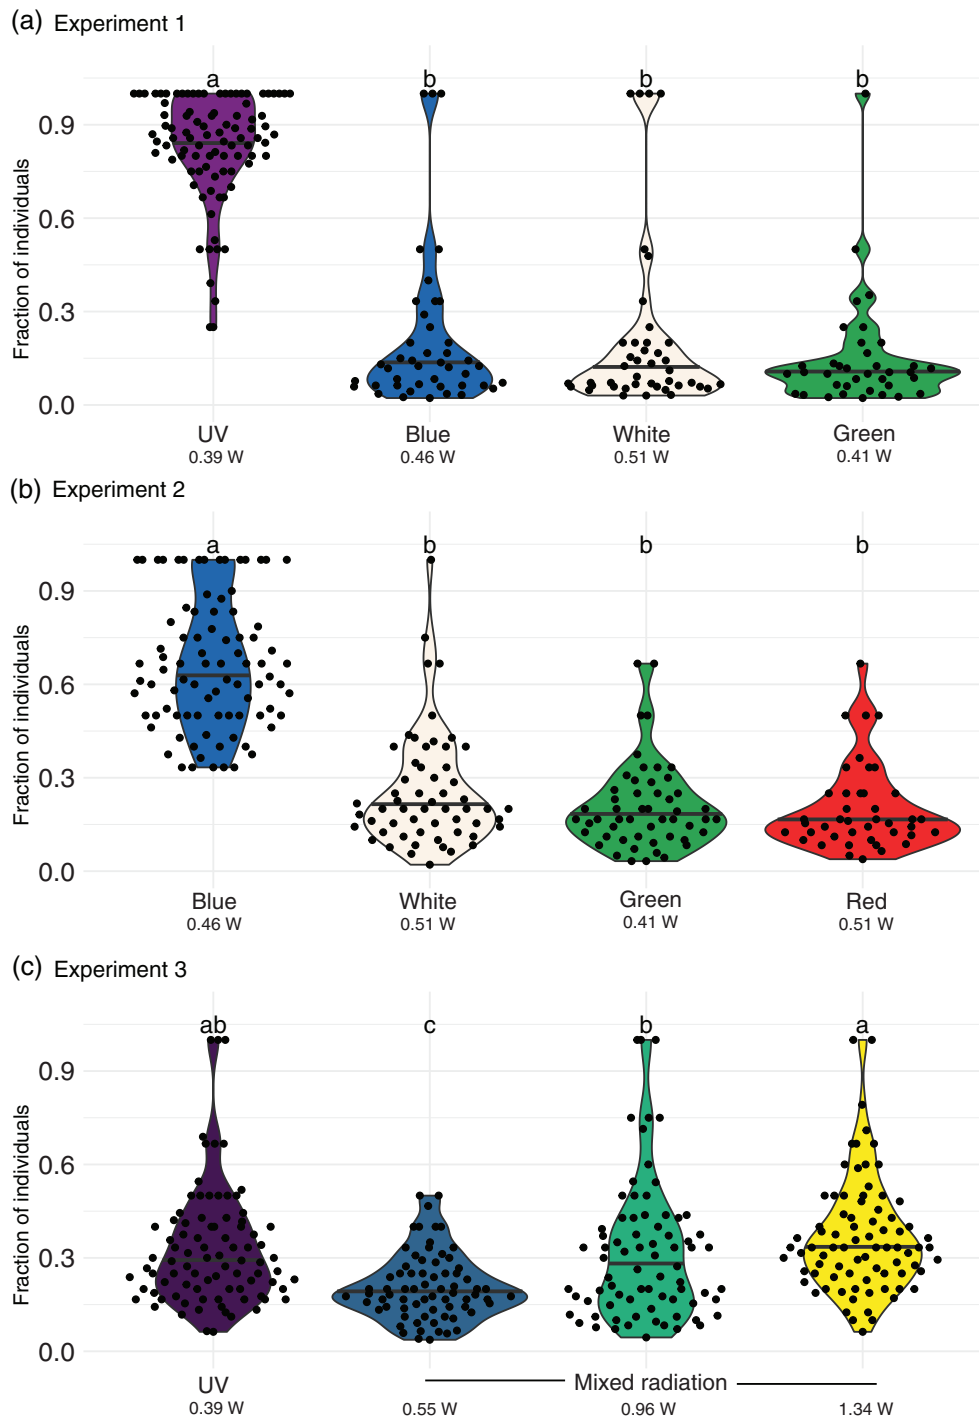 (a) Experiment 1
a b b b
Fraction of individuals
0.9
0.6
0.3
0.0
UV Blue White Green
0.39 W 0.46 W 0.51 W 0.41 W
(b) Experiment 2
a b b b
Fraction of individuals
0.9
0.6
0.3
0.0
Blue White Green Red
0.46 W 0.51 W 0.41 W 0.51 W
(c) Experiment 3
ab c b a
Fraction of individuals
0.9
0.6
0.3
0.0
UV Mixed radiation
0.39 W 0.55 W 0.96 W 1.34 W